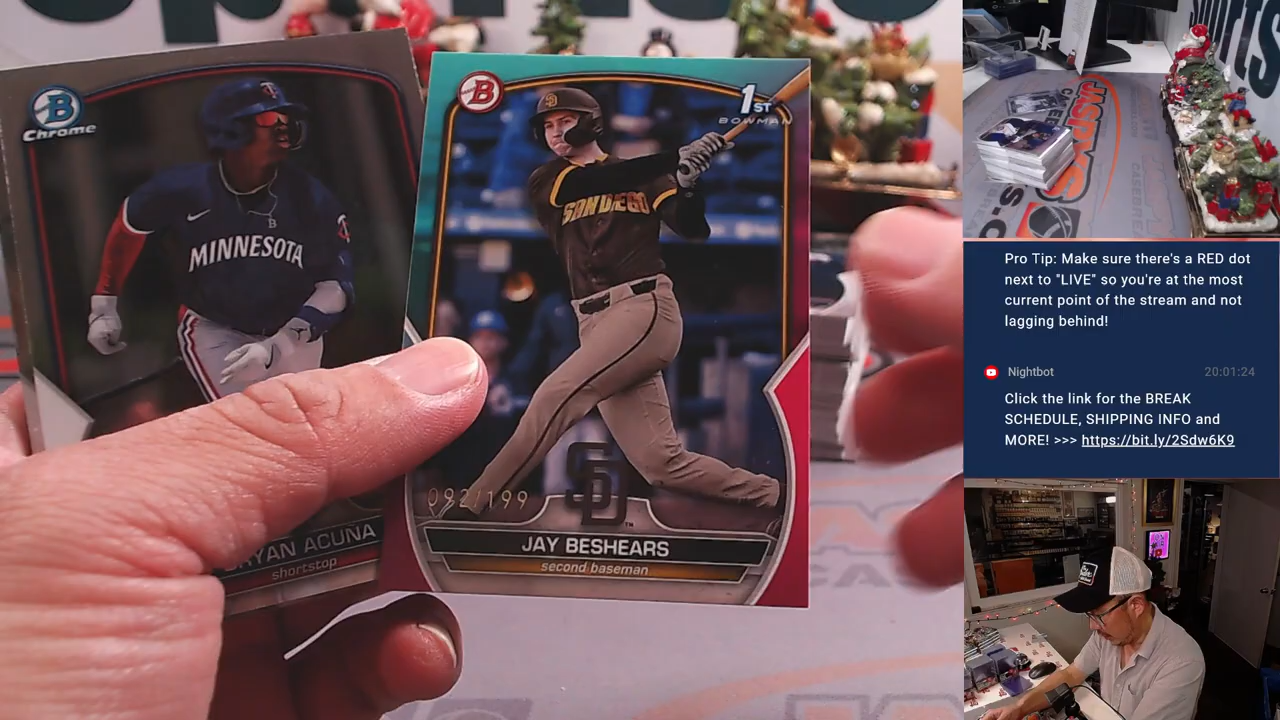 B
Chrome
MINNESOTA
RYAN ACUNA
shortstop
B
1ST
BOWMAN
SAN DIEGO
SD
092/199
JAY BESHEARS
second baseman
Pro Tip: Make sure there's a RED dot
next to "LIVE" so you're at the most
current point of the stream and not
lagging behind!
Nightbot
20:01:24
Click the link for the BREAK
SCHEDULE, SHIPPING INFO and
MORE! >>> https://bit.ly/2Sdw6K9
JASPYS